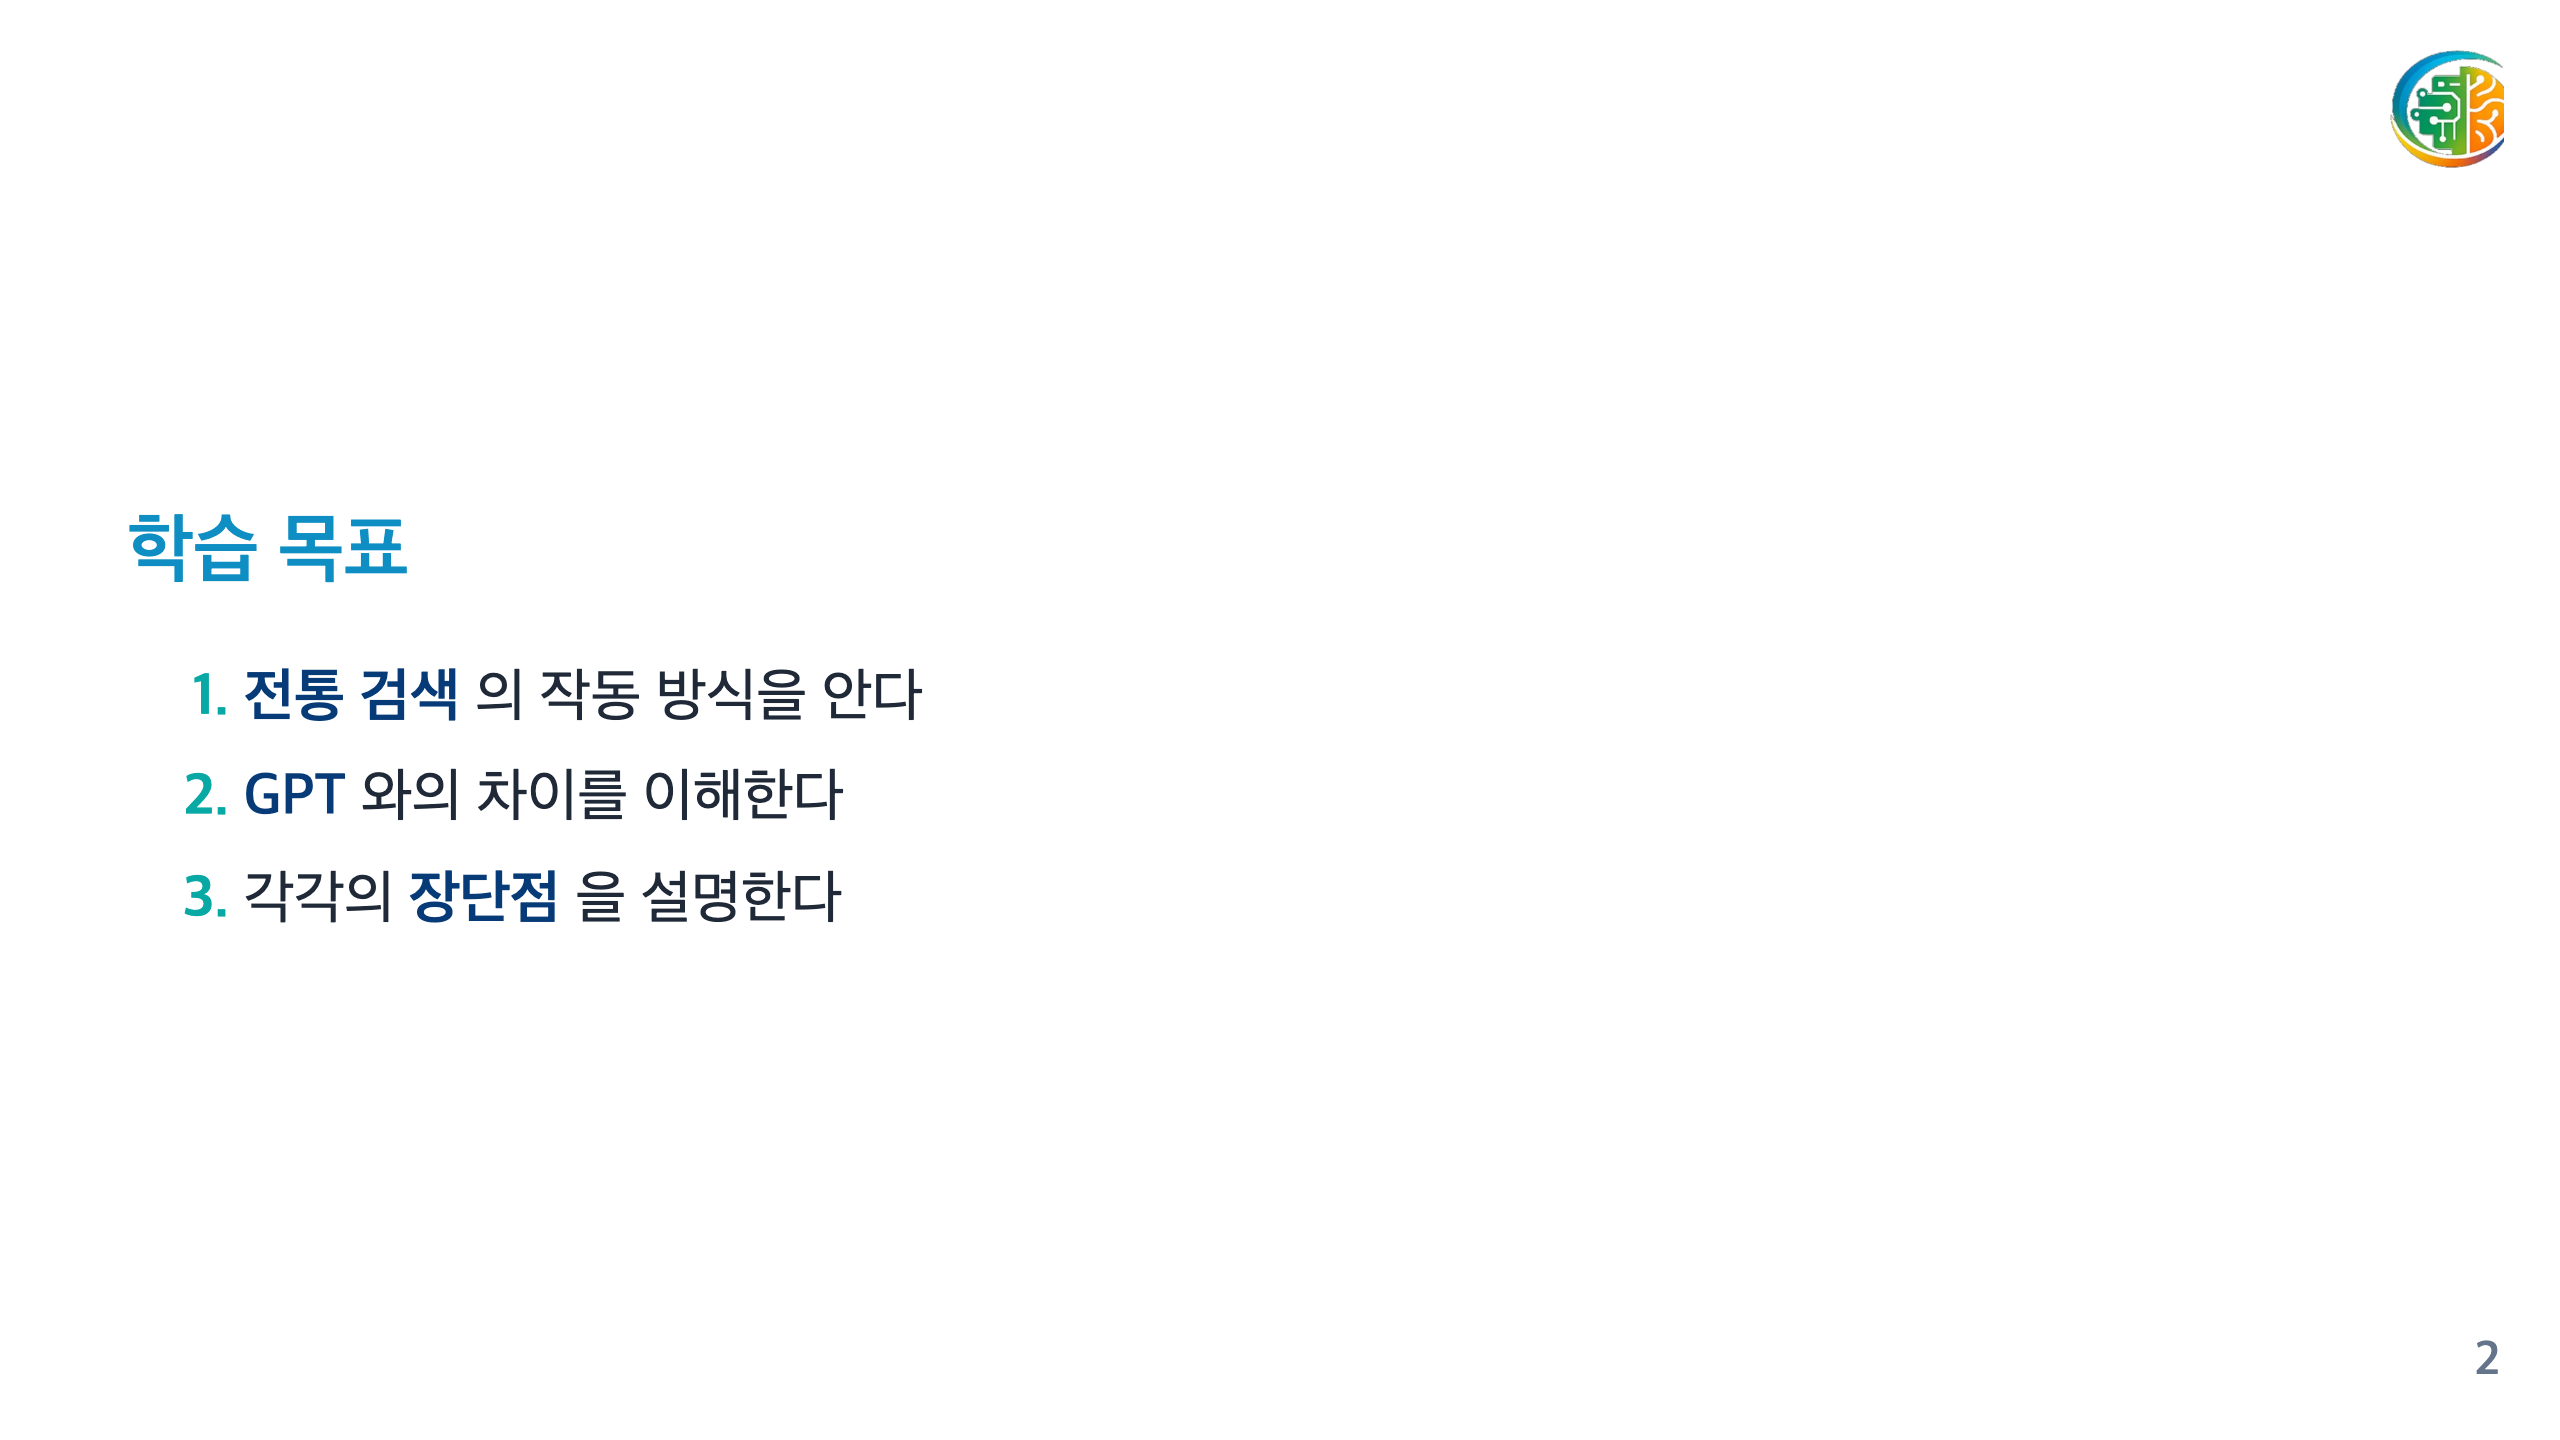 학습 목표
1. 전통 검색 의 작동 방식을 안다
2. GPT 와의 차이를 이해한다
3. 각각의 장단점 을 설명한다
2